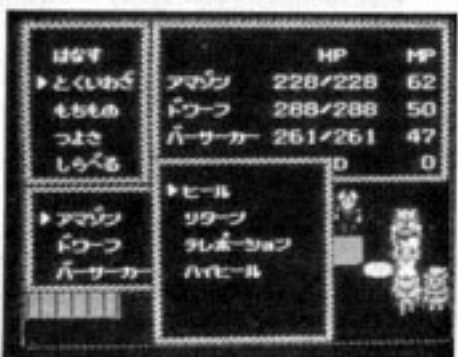 はなす
▶とくいわざ
もちもの
つよさ
しらべる
HP MP
アマゾン 228/228 62
ドワーフ 288/288 50
バーサーカー 261/261 47
D 0
▶アマゾン
ドワーフ
バーサーカー
▶ヒール
リターン
テレポーション
ハイヒール